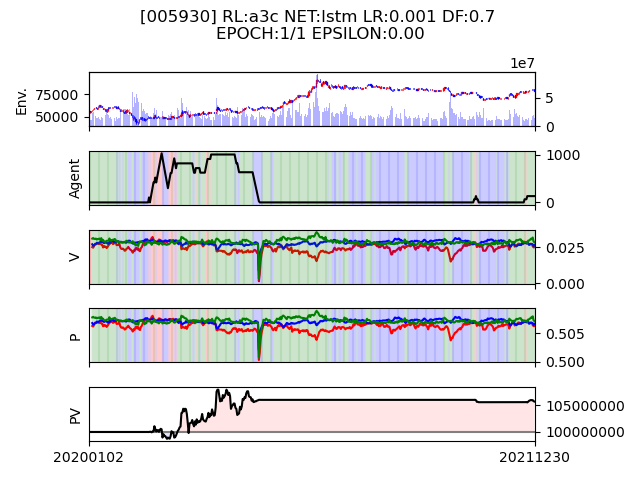 [005930] RL:a3c NET:lstm LR:0.001 DF:0.7
EPOCH:1/1 EPSILON:0.00
1e7
Env.
75000
50000
5
0
Agent
1000
0
V
0.025
0.000
P
0.505
0.500
PV
105000000
100000000
20200102
20211230